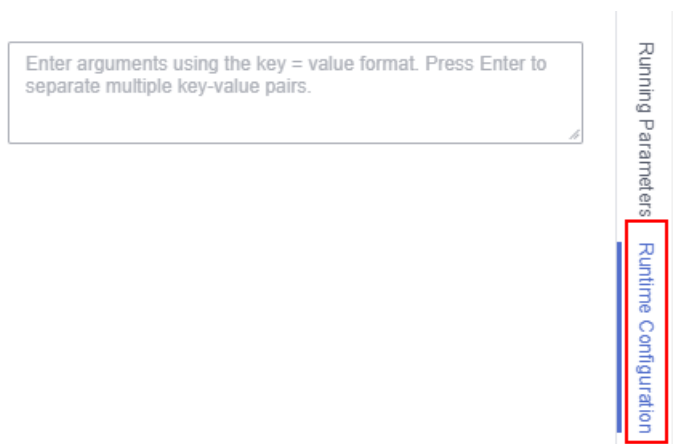 Enter arguments using the key = value format. Press Enter to
separate multiple key-value pairs.
Running Parameters
Runtime Configuration